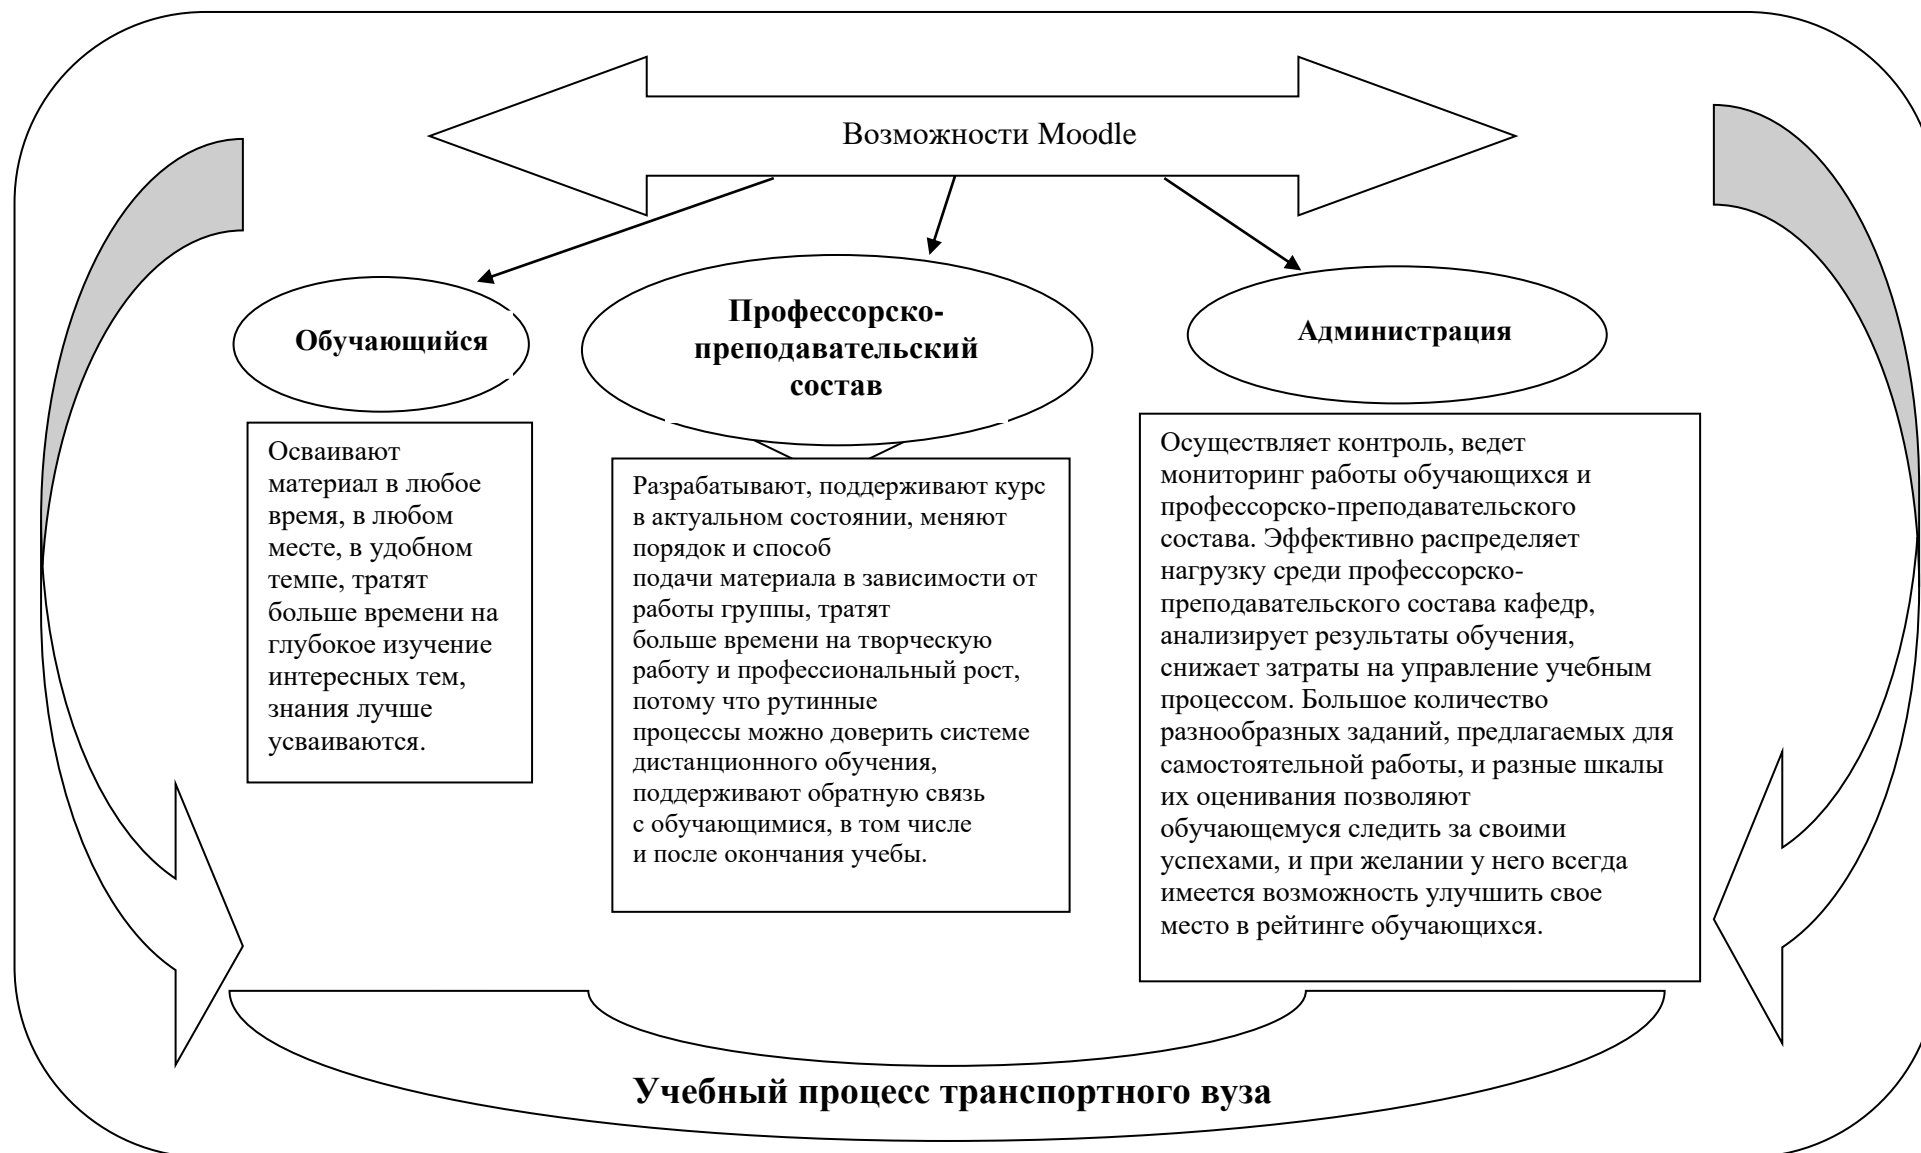 Возможности Moodle
Обучающийся
Профессорско-
преподавательский
состав
Администрация
Осваивают
материал в любое
время, в любом
месте, в удобном
темпе, тратят
больше времени на
глубокое изучение
интересных тем,
знания лучше
усваиваются.
Разрабатывают, поддерживают курс
в актуальном состоянии, меняют
порядок и способ
подачи материала в зависимости от
работы группы, тратят
больше времени на творческую
работу и профессиональный рост,
потому что рутинные
процессы можно доверить системе
дистанционного обучения,
поддерживают обратную связь
с обучающимися, в том числе
и после окончания учебы.
Осуществляет контроль, ведет
мониторинг работы обучающихся и
профессорско-преподавательского
состава. Эффективно распределяет
нагрузку среди профессорско-
преподавательского состава кафедр,
анализирует результаты обучения,
снижает затраты на управление учебным
процессом. Большое количество
разнообразных заданий, предлагаемых для
самостоятельной работы, и разные шкалы
их оценивания позволяют
обучающемуся следить за своими
успехами, и при желании у него всегда
имеется возможность улучшить свое
место в рейтинге обучающихся.
Учебный процесс транспортного вуза